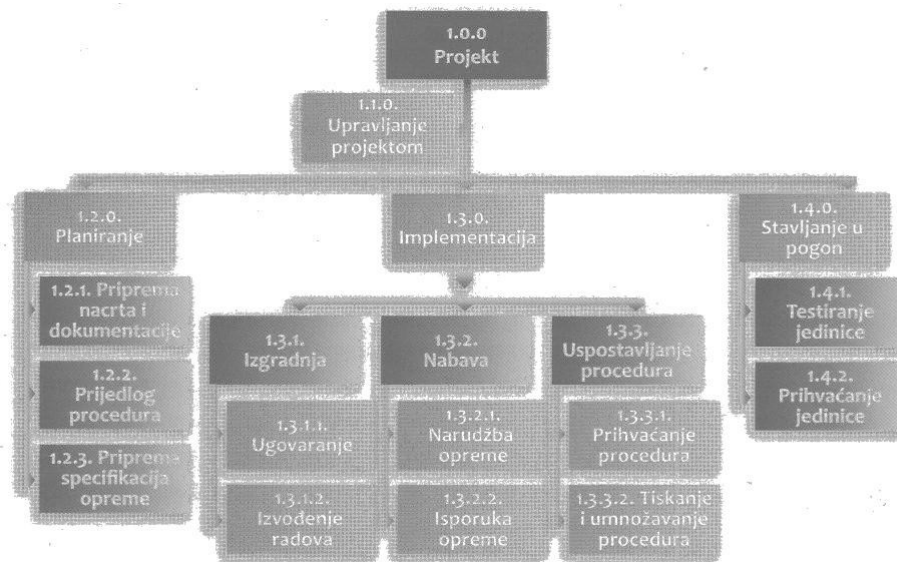 1.0.0
Projekt
1.1.0.
Upravljanje
projektom
1.2.0.
Planiranje
1.3.0.
Implementacija
1.4.0.
Stavljanje u
pogon
1.2.1. Priprema
nacrta i
dokumentacije
1.2.2.
Prijedlog
procedura
1.2.3. Priprema
specifikacija
opreme
1.3.1.
Izgradnja
1.3.1.1.
Ugovaranje
1.3.1.2.
Izvođenje
radova
1.3.2.
Nabava
1.3.2.1.
Narudžba
opreme
1.3.2.2.
Isporuka
opreme
1.3.3.
Uspostavljanje
procedura
1.3.3.1.
Prihvaćanje
procedura
1.3.3.2. Tiskanje
i umnožavanje
procedura
1.4.1.
Testiranje
jedinice
1.4.2.
Prihvaćanje
jedinice